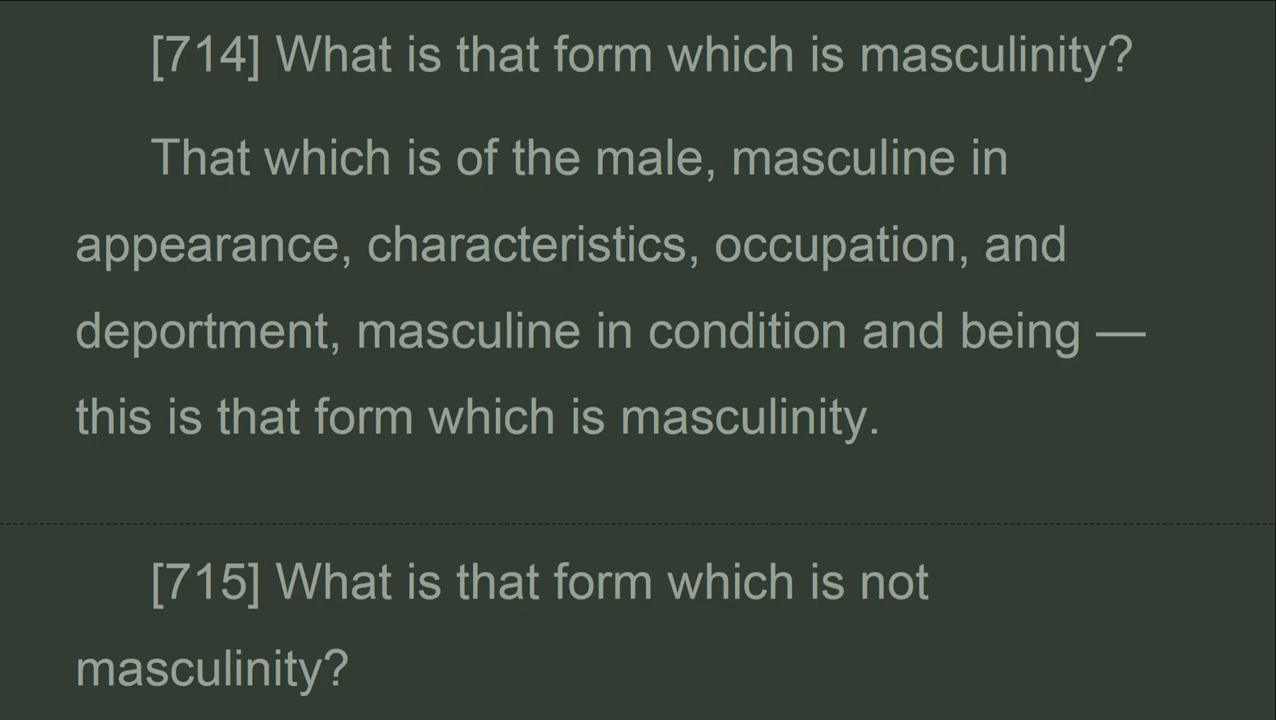 [714] What is that form which is masculinity?
That which is of the male, masculine in
appearance, characteristics, occupation, and
deportment, masculine in condition and being —
this is that form which is masculinity.
[715] What is that form which is not
masculinity?